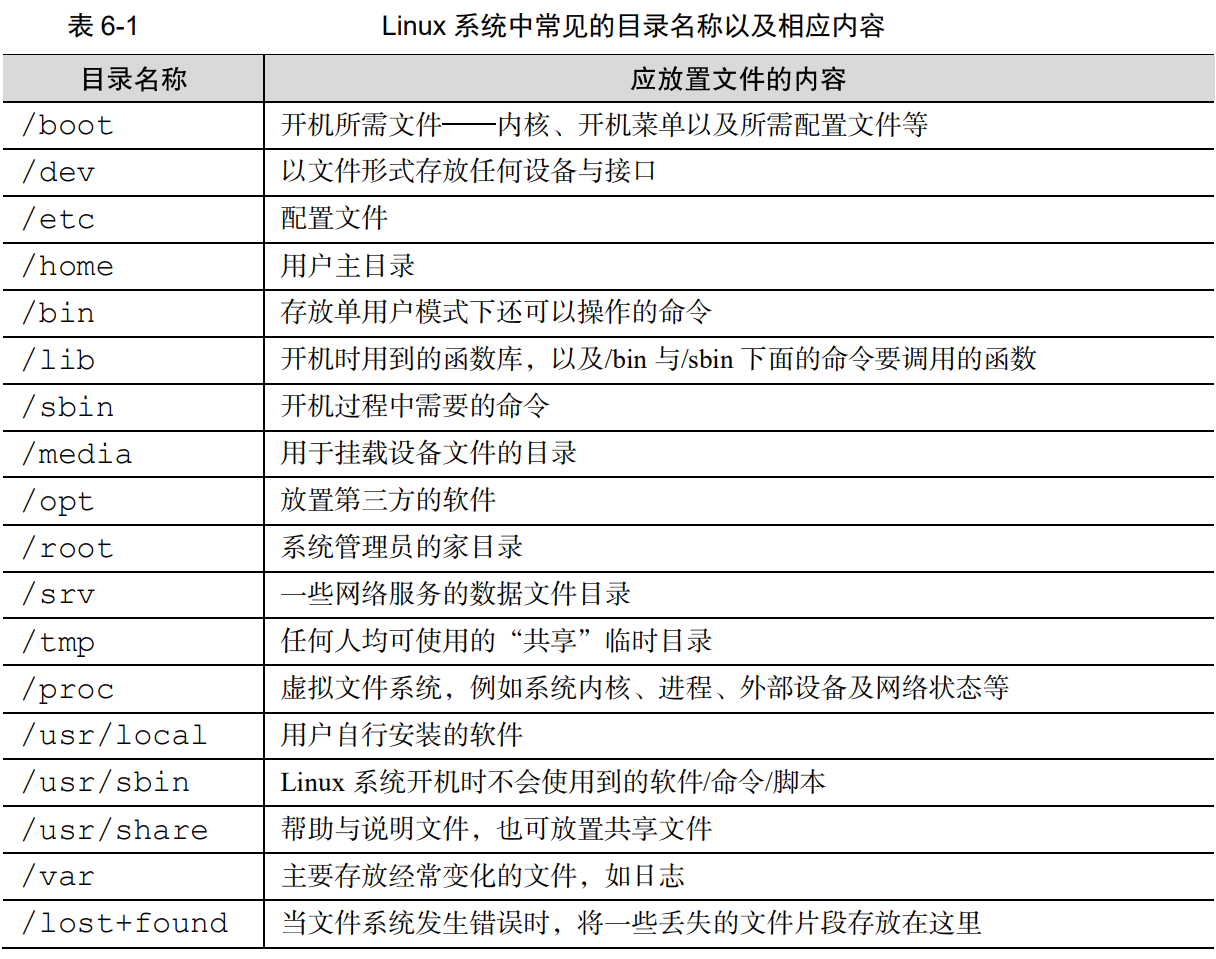 表 6-1 Linux 系统中常见的目录名称以及相应内容
目录名称 应放置文件的内容
/boot 开机所需文件——内核、开机菜单以及所需配置文件等
/dev 以文件形式存放任何设备与接口
/etc 配置文件
/home 用户主目录
/bin 存放单用户模式下还可以操作的命令
/lib 开机时用到的函数库，以及/bin 与/sbin 下面的命令要调用的函数
/sbin 开机过程中需要的命令
/media 用于挂载设备文件的目录
/opt 放置第三方的软件
/root 系统管理员的家目录
/srv 一些网络服务的数据文件目录
/tmp 任何人均可使用的“共享”临时目录
/proc 虚拟文件系统，例如系统内核、进程、外部设备及网络状态等
/usr/local 用户自行安装的软件
/usr/sbin Linux 系统开机时不会使用到的软件/命令/脚本
/usr/share 帮助与说明文件，也可放置共享文件
/var 主要存放经常变化的文件，如日志
/lost+found 当文件系统发生错误时，将一些丢失的文件片段存放在这里